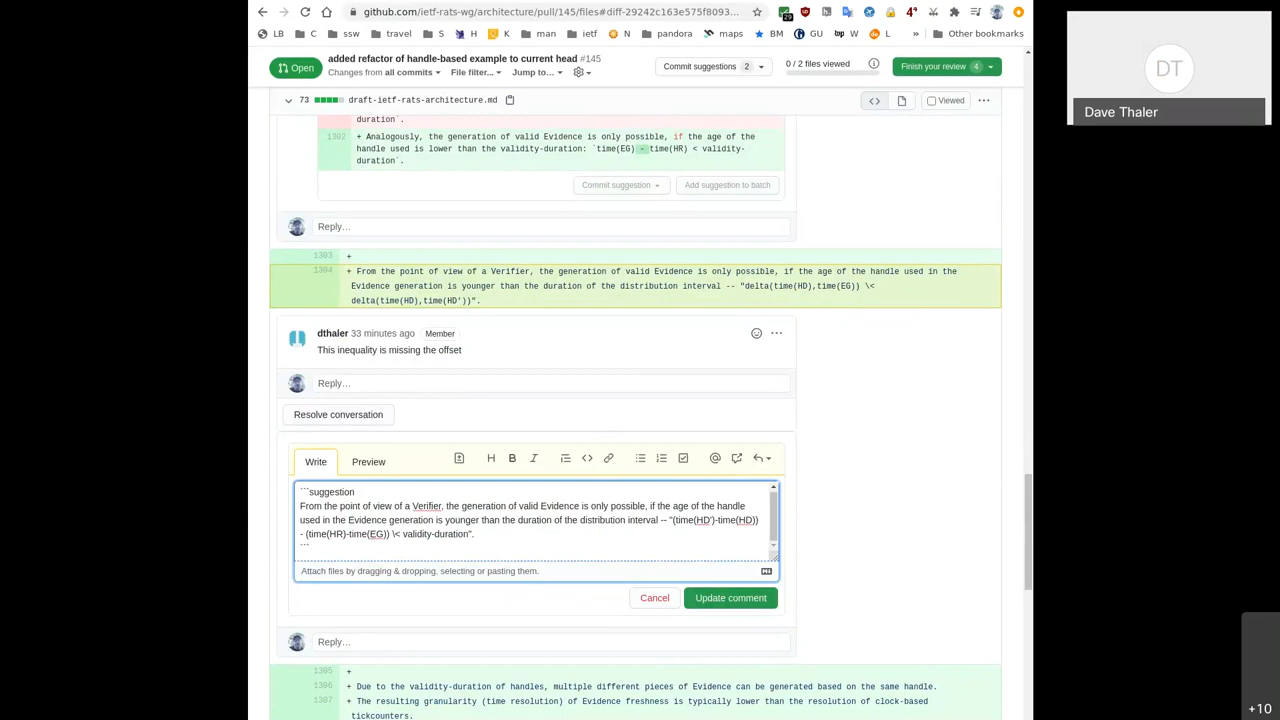 github.com/ietf-rats-wg/architecture/pull/145/files#diff-29242c163e575f8093...
29
4⁹
LB
C
ssw
travel
S
H
K
man
ietf
N
pandora
maps
BM
GU
W
L
»
Other bookmarks
Open
added refactor of handle-based example to current head #145
Changes from all commits
File filter...
Jump to...
Commit suggestions 2
0 / 2 files viewed
Finish your review 4
73
draft-ietf-rats-architecture.md
Viewed
duration`.
1302 + Analogously, the generation of valid Evidence is only possible, if the age of the
handle used is lower than the validity-duration: `time(EG) - time(HR) < validity-
duration`.
Commit suggestion
Add suggestion to batch
Reply...
1303 +
1304 + From the point of view of a Verifier, the generation of valid Evidence is only possible, if the age of the handle used in the
Evidence generation is younger than the duration of the distribution interval -- "delta(time(HD),time(EG)) \<
delta(time(HD),time(HD'))".
dthaler 33 minutes ago Member
This inequality is missing the offset
Reply...
Resolve conversation
Write
Preview
H B I
```suggestion
From the point of view of a Verifier, the generation of valid Evidence is only possible, if the age of the handle
used in the Evidence generation is younger than the duration of the distribution interval -- "(time(HD')-time(HD))
- (time(HR)-time(EG)) \< validity-duration".
```
Attach files by dragging & dropping, selecting or pasting them.
Cancel
Update comment
Reply...
1305 +
1306 + Due to the validity-duration of handles, multiple different pieces of Evidence can be generated based on the same handle.
1307 + The resulting granularity (time resolution) of Evidence freshness is typically lower than the resolution of clock-based
tickcounters.
DT
Dave Thaler
+10